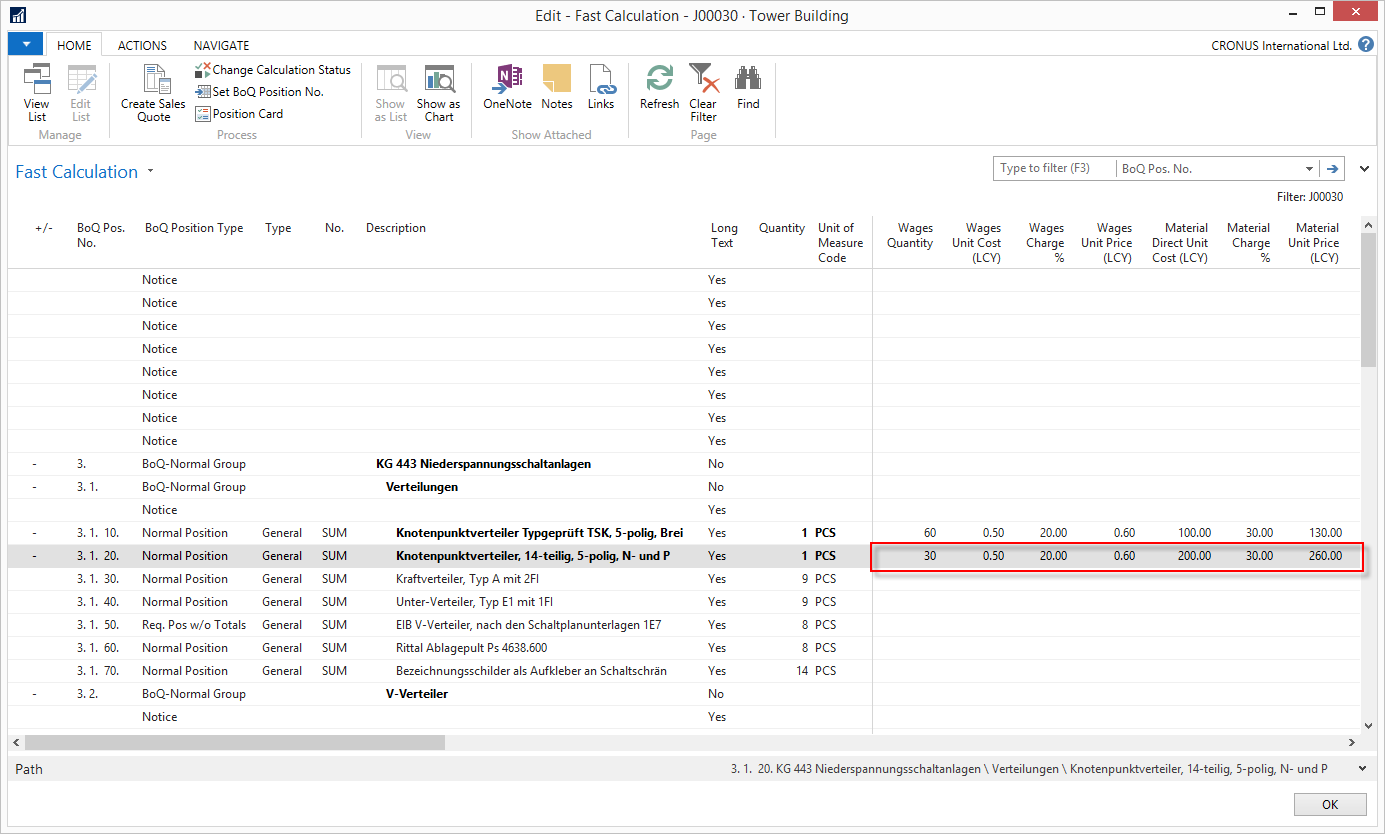 Edit - Fast Calculation - J00030 · Tower Building
HOME ACTIONS NAVIGATE CRONUS International Ltd. ?
View List
Edit List
Manage
Create Sales Quote
Change Calculation Status
Set BoQ Position No.
Position Card
Process
Show as List
Show as Chart
View
OneNote
Notes
Links
Show Attached
Refresh
Clear Filter
Find
Page
Fast Calculation
Type to filter (F3) BoQ Pos. No.
Filter: J00030
+/- BoQ Pos. No. BoQ Position Type Type No. Description Long Text Quantity Unit of Measure Code Wages Quantity Wages Unit Cost (LCY) Wages Charge % Wages Unit Price (LCY) Material Direct Unit Cost (LCY) Material Charge % Material Unit Price (LCY)
Notice Yes
Notice Yes
Notice Yes
Notice Yes
Notice Yes
Notice Yes
Notice Yes
Notice Yes
- 3. BoQ-Normal Group KG 443 Niederspannungsschaltanlagen No
- 3. 1. BoQ-Normal Group Verteilungen No
Notice Yes
- 3. 1. 10. Normal Position General SUM Knotenpunktverteiler Typgeprüft TSK, 5-polig, Brei Yes 1 PCS 60 0.50 20.00 0.60 100.00 30.00 130.00
- 3. 1. 20. Normal Position General SUM Knotenpunktverteiler, 14-teilig, 5-polig, N- und P Yes 1 PCS 30 0.50 20.00 0.60 200.00 30.00 260.00
3. 1. 30. Normal Position General SUM Kraftverteiler, Typ A mit 2FI Yes 9 PCS
3. 1. 40. Normal Position General SUM Unter-Verteiler, Typ E1 mit 1FI Yes 9 PCS
3. 1. 50. Req. Pos w/o Totals General SUM EIB V-Verteiler, nach den Schaltplanunterlagen 1E7 Yes 8 PCS
3. 1. 60. Normal Position General SUM Rittal Ablagepult Ps 4638.600 Yes 8 PCS
3. 1. 70. Normal Position General SUM Bezeichnungsschilder als Aufkleber an Schaltschrän Yes 14 PCS
- 3. 2. BoQ-Normal Group V-Verteiler No
Notice Yes
Path 3. 1. 20. KG 443 Niederspannungsschaltanlagen \ Verteilungen \ Knotenpunktverteiler, 14-teilig, 5-polig, N- und P
OK